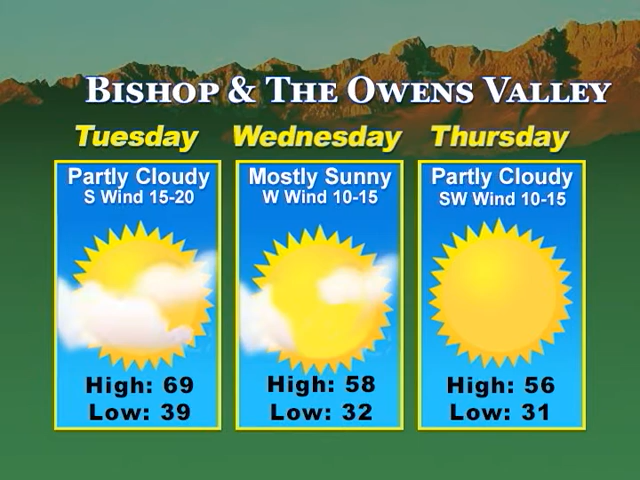 Bishop & The Owens Valley
Tuesday
Partly Cloudy
S Wind 15-20
High: 69
Low: 39
Wednesday
Mostly Sunny
W Wind 10-15
High: 58
Low: 32
Thursday
Partly Cloudy
SW Wind 10-15
High: 56
Low: 31